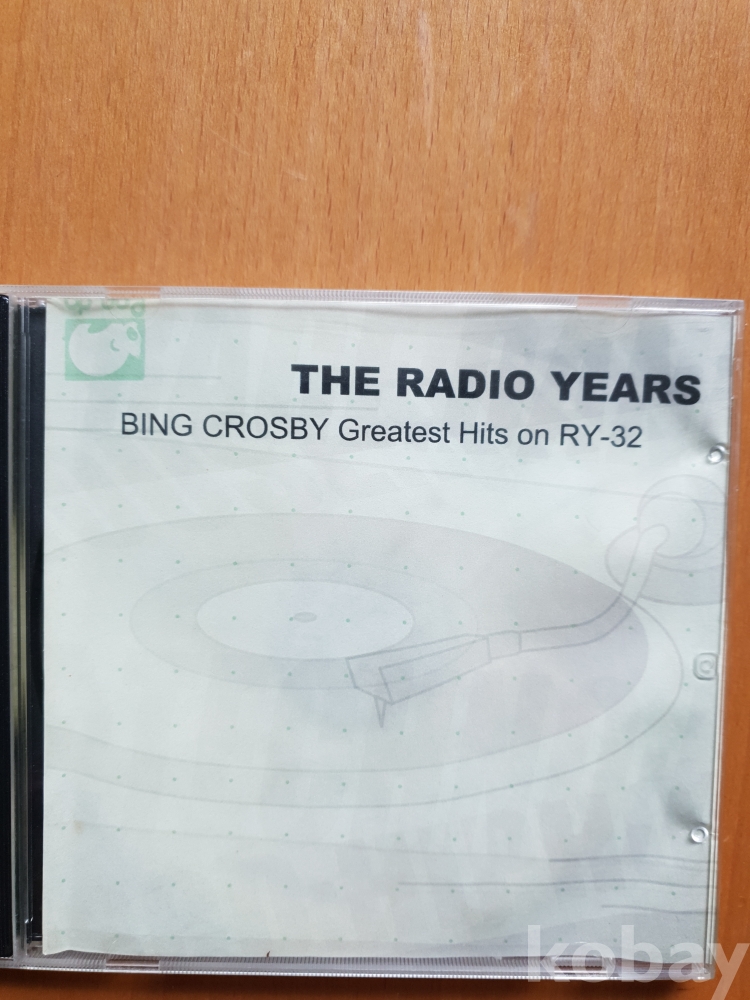 THE RADIO YEARS
BING CROSBY Greatest Hits on RY-32
kobay